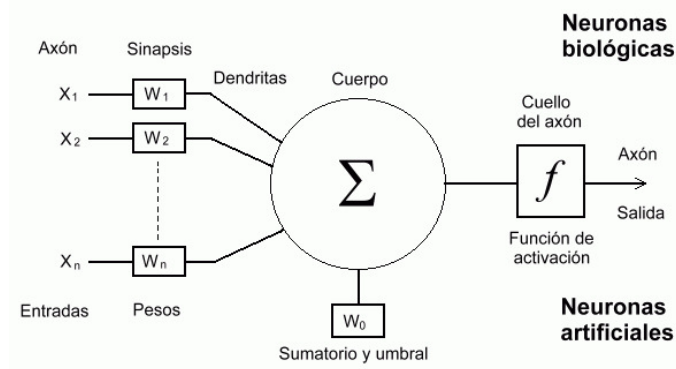 Neuronas
biológicas
Axón
Sinapsis
Dendritas
Cuerpo
Cuello
del axón
X1
W1
X2
W2
Σ
f
Axón
Salida
Xn
Wn
Función de
activación
Entradas
Pesos
W0
Sumatorio y umbral
Neuronas
artificiales